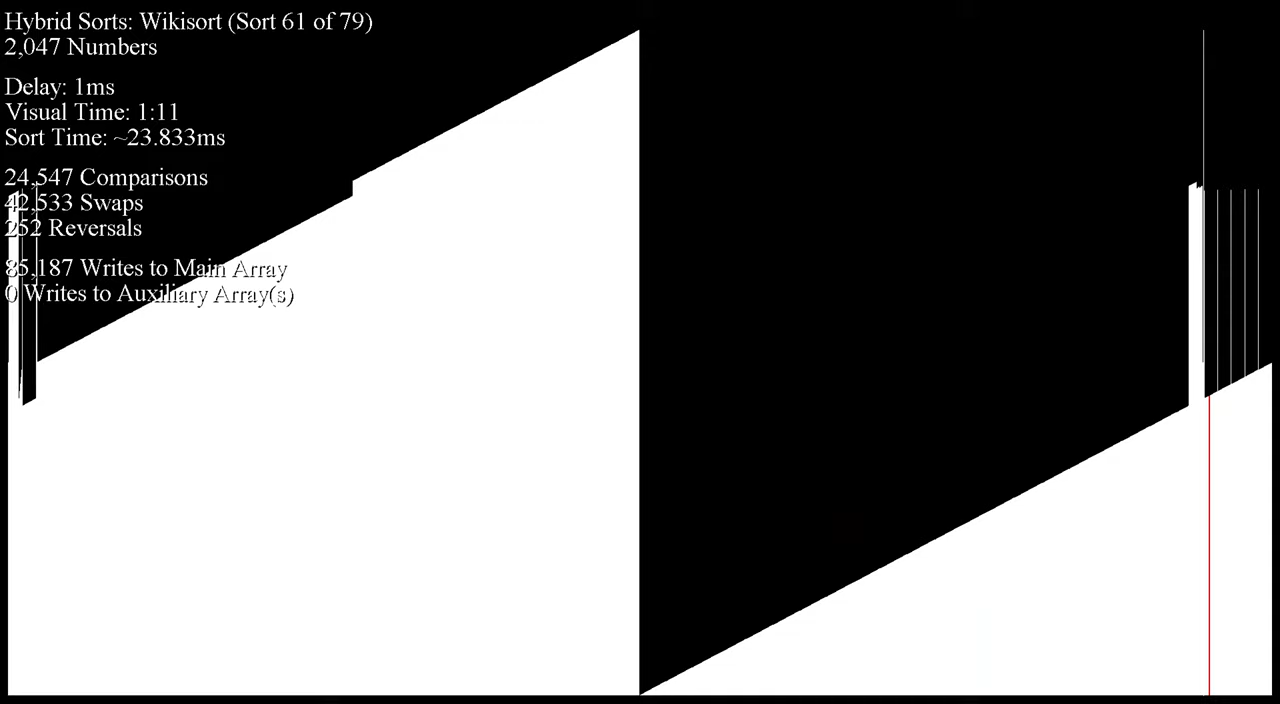 Hybrid Sorts: Wikisort (Sort 61 of 79)
2,047 Numbers
Delay: 1ms
Visual Time: 1:11
Sort Time: ~23.833ms
24,547 Comparisons
42,533 Swaps
252 Reversals
85,187 Writes to Main Array
0 Writes to Auxiliary Array(s)